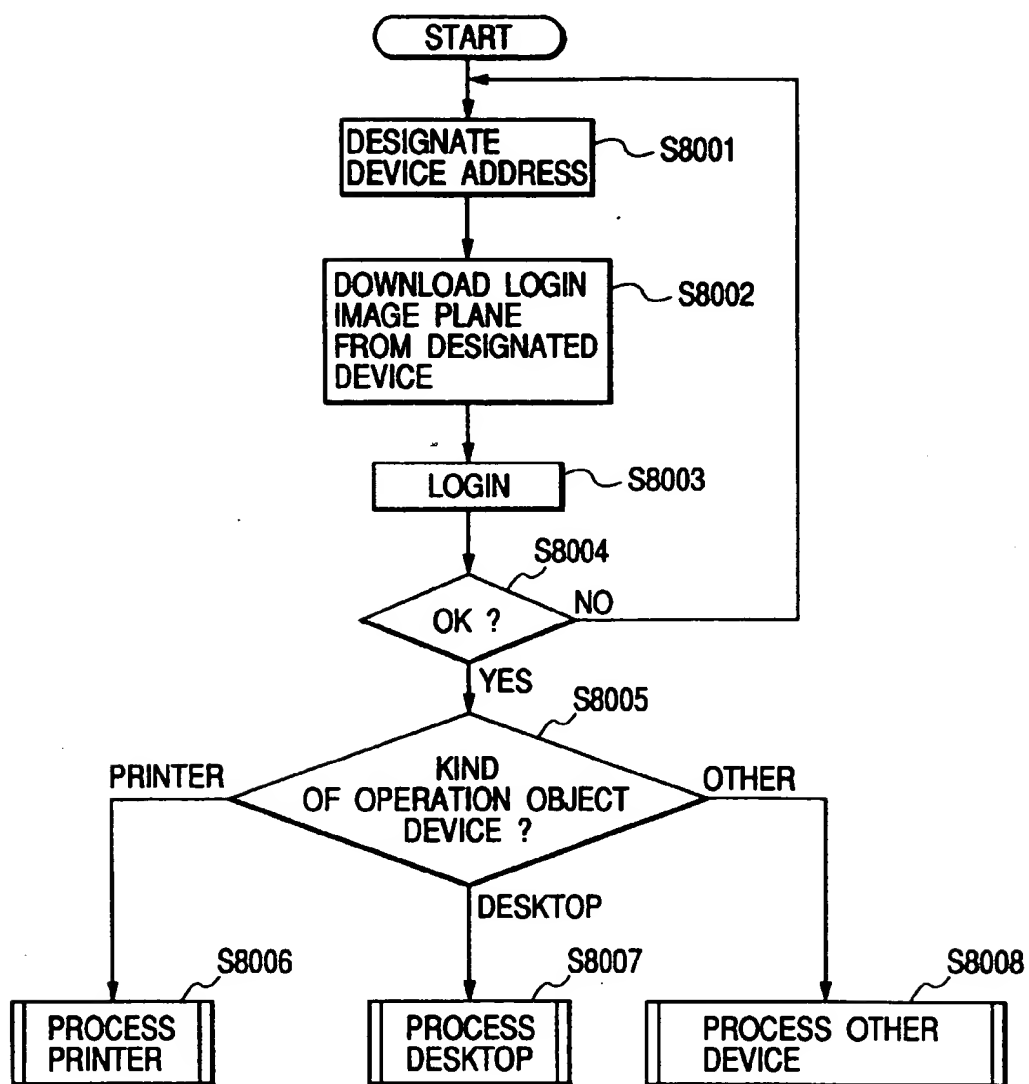 START
DESIGNATE
DEVICE ADDRESS
S8001
DOWNLOAD LOGIN
IMAGE PLANE
FROM DESIGNATED
DEVICE
S8002
LOGIN
S8003
S8004
OK ?
NO
YES
S8005
PRINTER
KIND
OF OPERATION OBJECT
DEVICE ?
OTHER
DESKTOP
S8006
S8007
S8008
PROCESS
PRINTER
PROCESS
DESKTOP
PROCESS OTHER
DEVICE